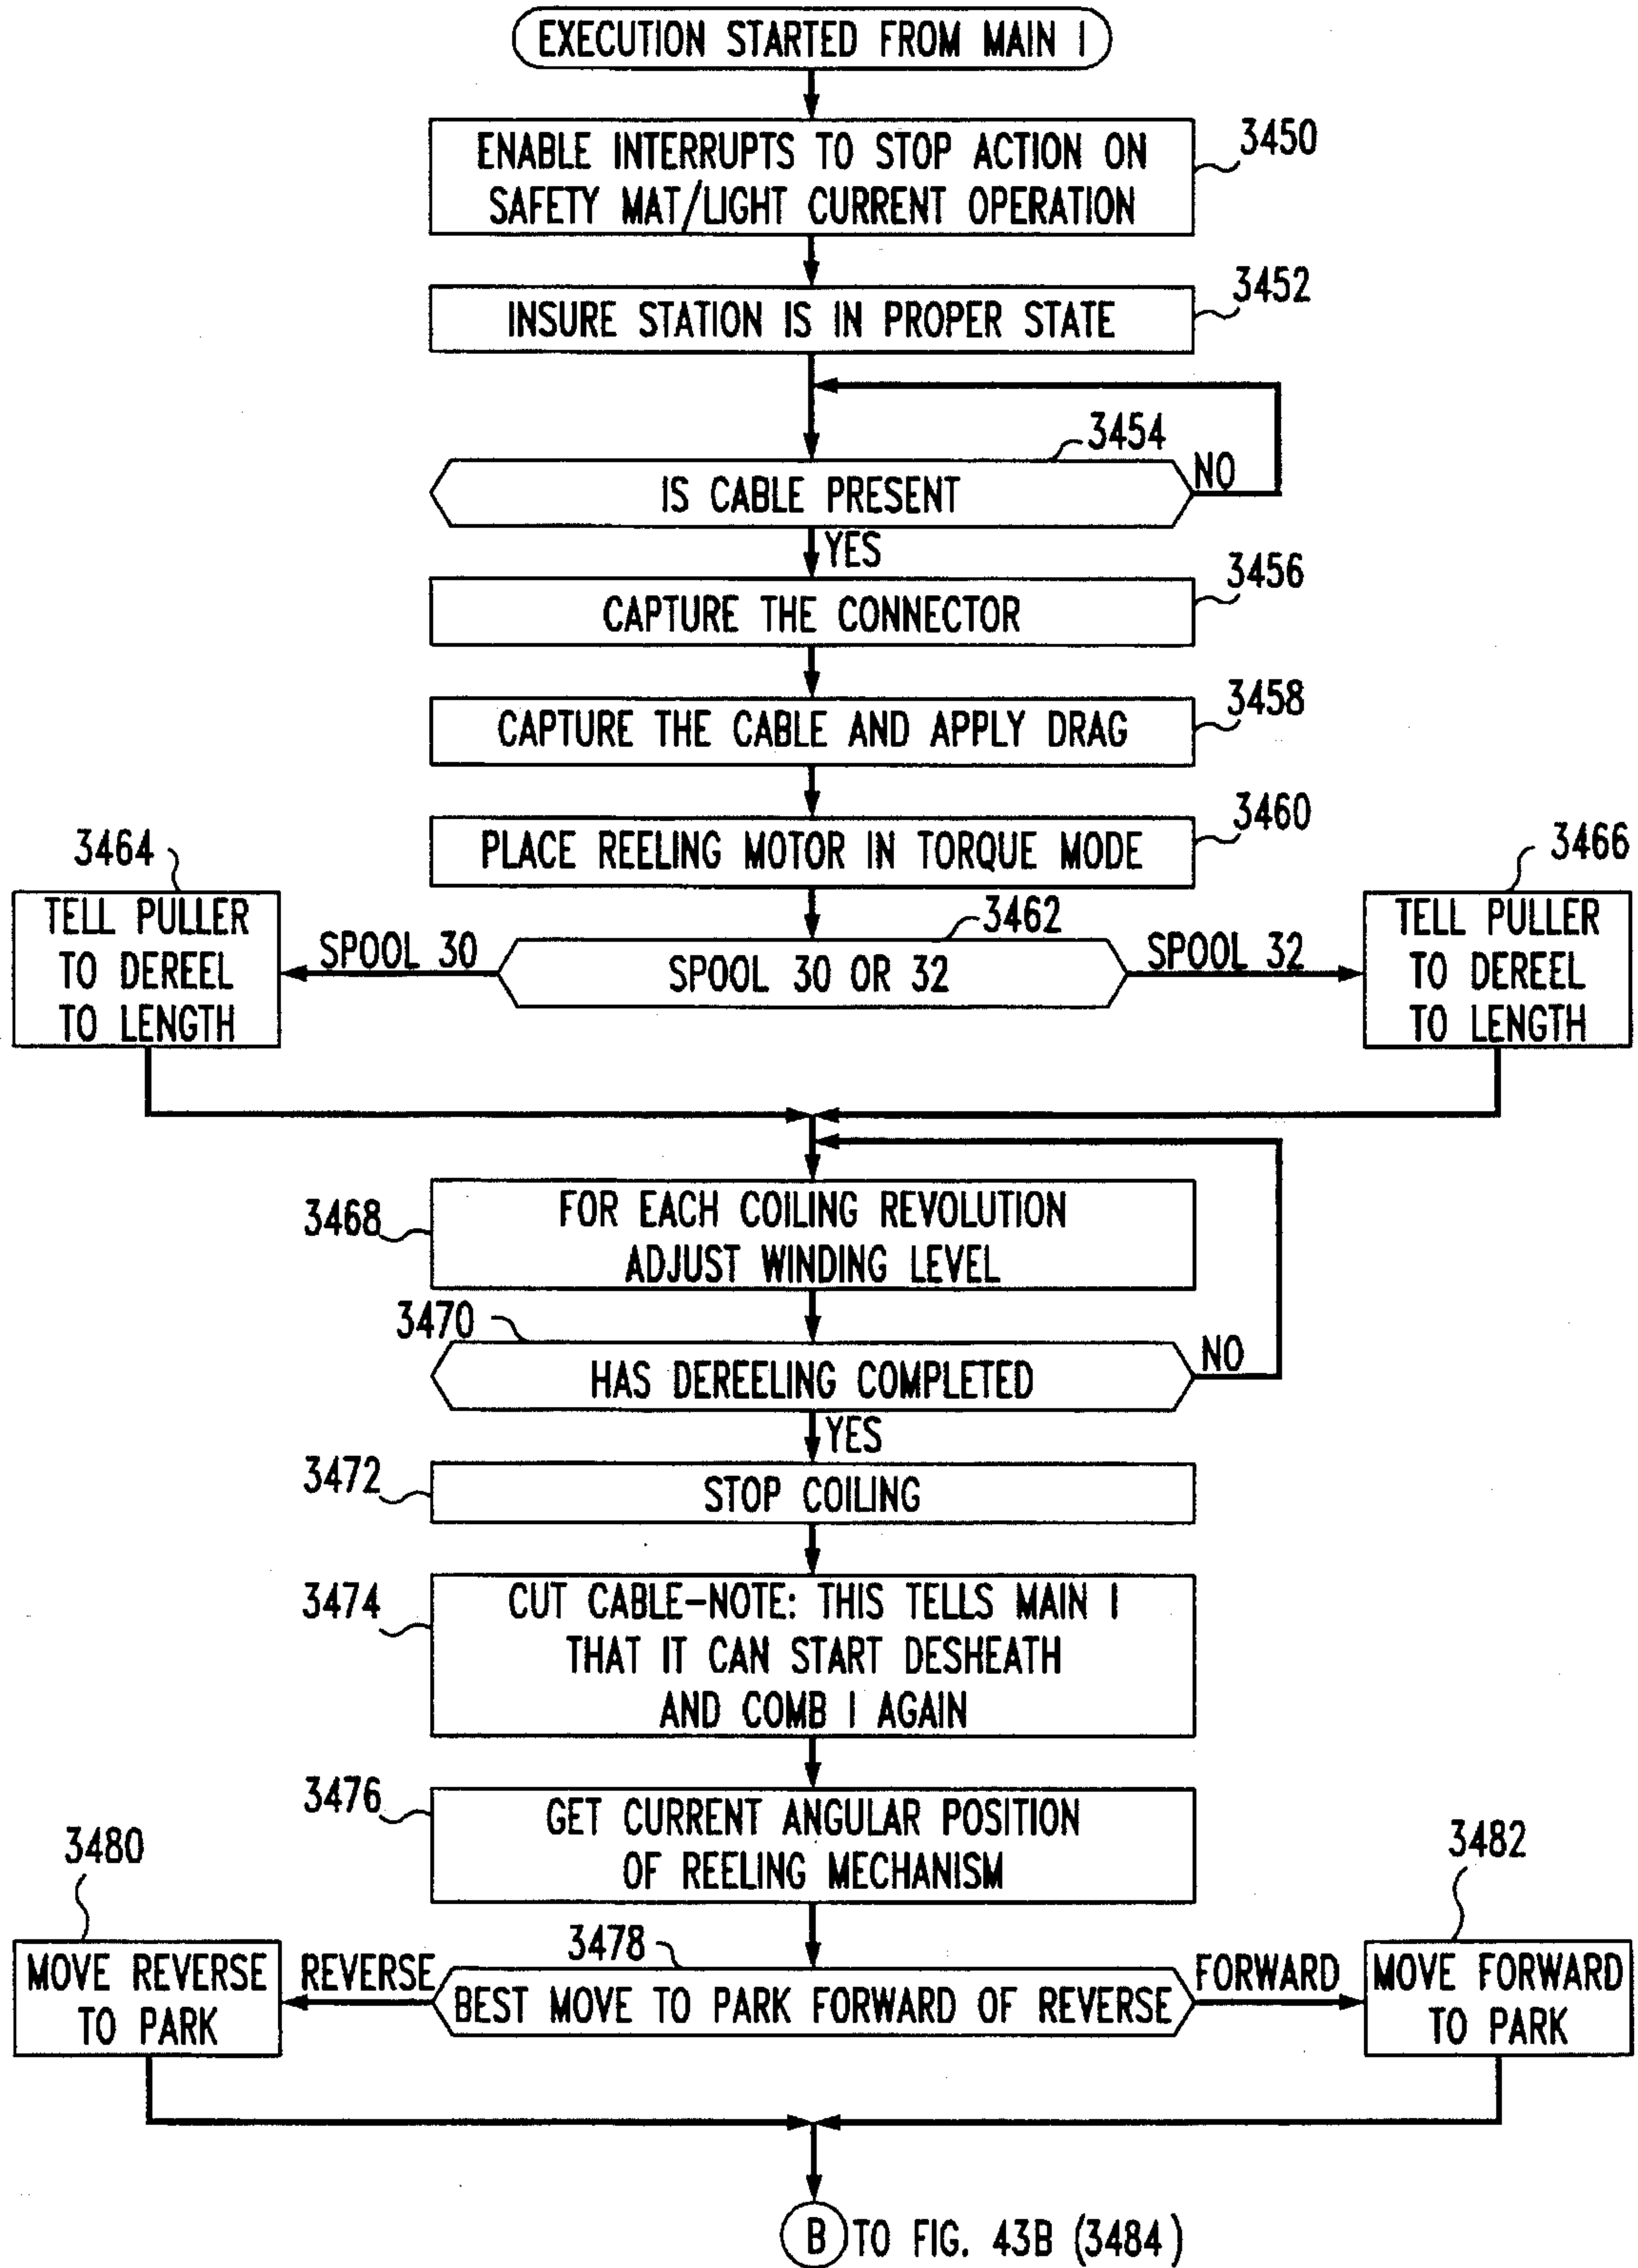 EXECUTION STARTED FROM MAIN I
ENABLE INTERRUPTS TO STOP ACTION ON
SAFETY MAT/LIGHT CURRENT OPERATION
3450
INSURE STATION IS IN PROPER STATE
3452
3454
IS CABLE PRESENT
NO
YES
CAPTURE THE CONNECTOR
3456
CAPTURE THE CABLE AND APPLY DRAG
3458
PLACE REELING MOTOR IN TORQUE MODE
3460
3464
TELL PULLER
TO DEREEL
TO LENGTH
SPOOL 30
3462
SPOOL 30 OR 32
SPOOL 32
3466
TELL PULLER
TO DEREEL
TO LENGTH
3468
FOR EACH COILING REVOLUTION
ADJUST WINDING LEVEL
3470
HAS DEREELING COMPLETED
NO
YES
3472
STOP COILING
3474
CUT CABLE-NOTE: THIS TELLS MAIN I
THAT IT CAN START DESHEATH
AND COMB I AGAIN
3476
GET CURRENT ANGULAR POSITION
OF REELING MECHANISM
3480
MOVE REVERSE
TO PARK
REVERSE
3478
BEST MOVE TO PARK FORWARD OF REVERSE
FORWARD
3482
MOVE FORWARD
TO PARK
B TO FIG. 43B (3484)